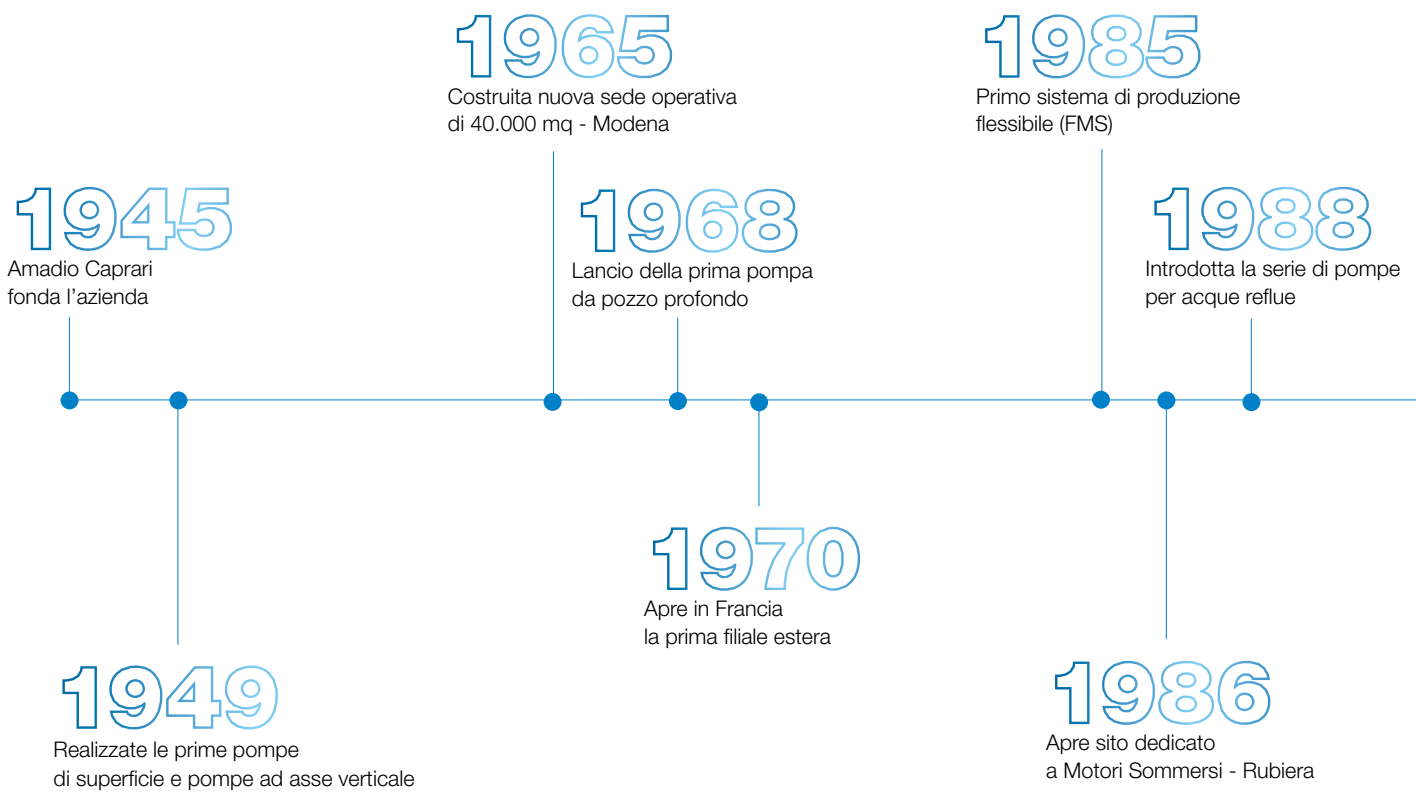 1945
Amadio Caprari
fonda l'azienda
1949
Realizzate le prime pompe
di superficie e pompe ad asse verticale
1965
Costruita nuova sede operativa
di 40.000 mq - Modena
1968
Lancio della prima pompa
da pozzo profondo
1970
Apre in Francia
la prima filiale estera
1985
Primo sistema di produzione
flessibile (FMS)
1986
Apre sito dedicato
a Motori Sommersi - Rubiera
1988
Introdotta la serie di pompe
per acque reflue